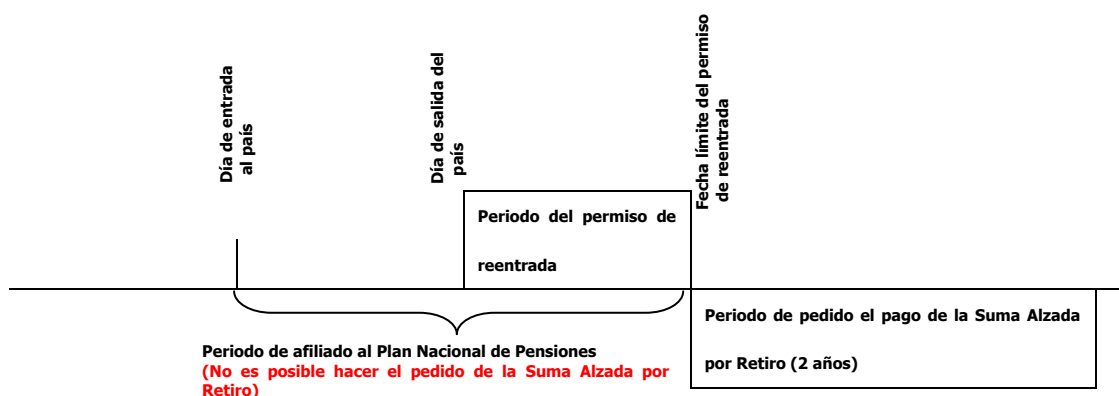 Día de entrada
al país
Día de salida del
país
Fecha límite del permiso
de reentrada
Periodo del permiso de
reentrada
Periodo de pedido el pago de la Suma Alzada
por Retiro (2 años)
Periodo de afiliado al Plan Nacional de Pensiones
(No es posible hacer el pedido de la Suma Alzada por
Retiro)